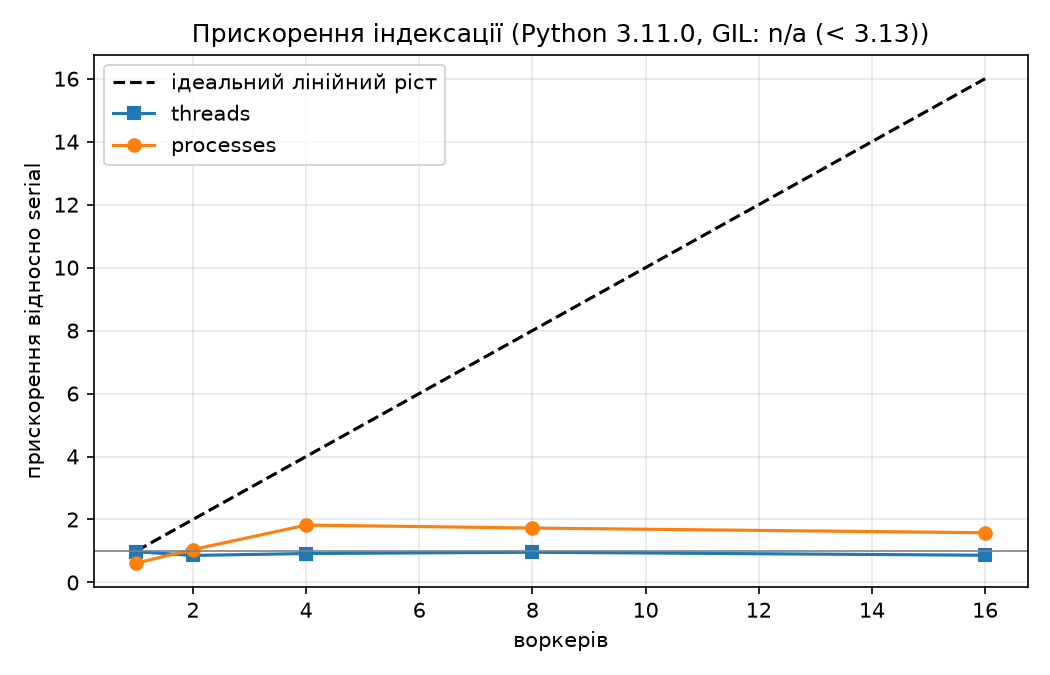 Прискорення індексації (Python 3.11.0, GIL: n/a (< 3.13))
ідеальний лінійний ріст
threads
processes
прискорення відносно serial
16
14
12
10
8
6
4
2
0
2 4 6 8 10 12 14 16
воркерів